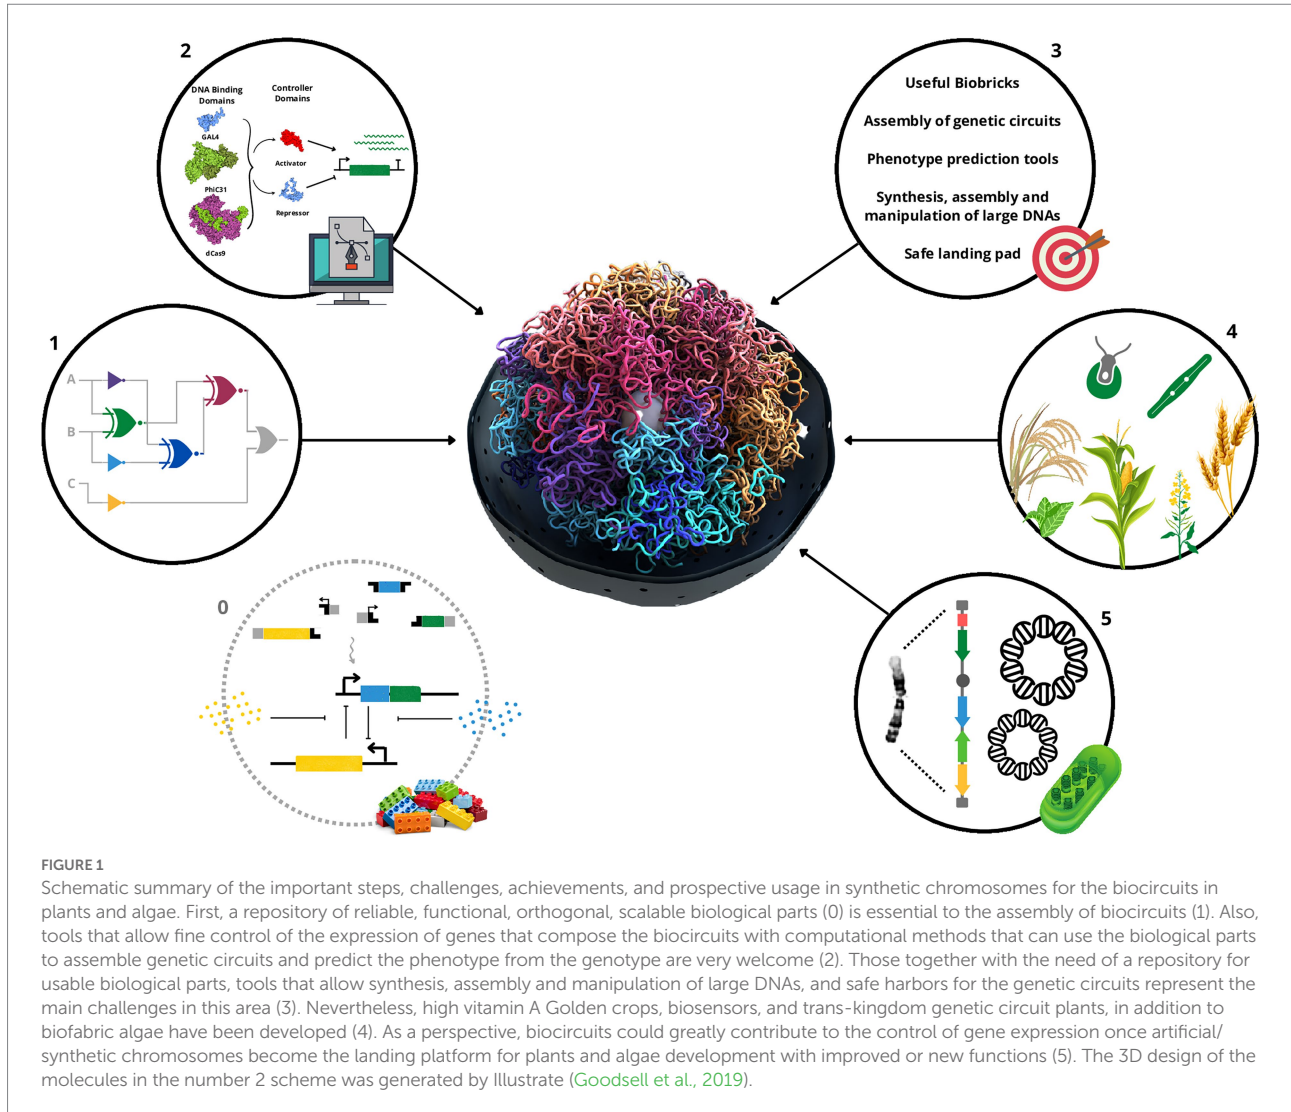 2
DNA Binding
Domains
Controller
Domains
GAL4
Activator
PhiC31
Repressor
dCas9
3
Useful Biobricks
Assembly of genetic circuits
Phenotype prediction tools
Synthesis, assembly and
manipulation of large DNAs
Safe landing pad
1
A
B
C
4
0
5
FIGURE 1
Schematic summary of the important steps, challenges, achievements, and prospective usage in synthetic chromosomes for the biocircuits in
plants and algae. First, a repository of reliable, functional, orthogonal, scalable biological parts (0) is essential to the assembly of biocircuits (1). Also,
tools that allow fine control of the expression of genes that compose the biocircuits with computational methods that can use the biological parts
to assemble genetic circuits and predict the phenotype from the genotype are very welcome (2). Those together with the need of a repository for
usable biological parts, tools that allow synthesis, assembly and manipulation of large DNAs, and safe harbors for the genetic circuits represent the
main challenges in this area (3). Nevertheless, high vitamin A Golden crops, biosensors, and trans-kingdom genetic circuit plants, in addition to
biofabric algae have been developed (4). As a perspective, biocircuits could greatly contribute to the control of gene expression once artificial/
synthetic chromosomes become the landing platform for plants and algae development with improved or new functions (5). The 3D design of the
molecules in the number 2 scheme was generated by Illustrate (Goodsell et al., 2019).